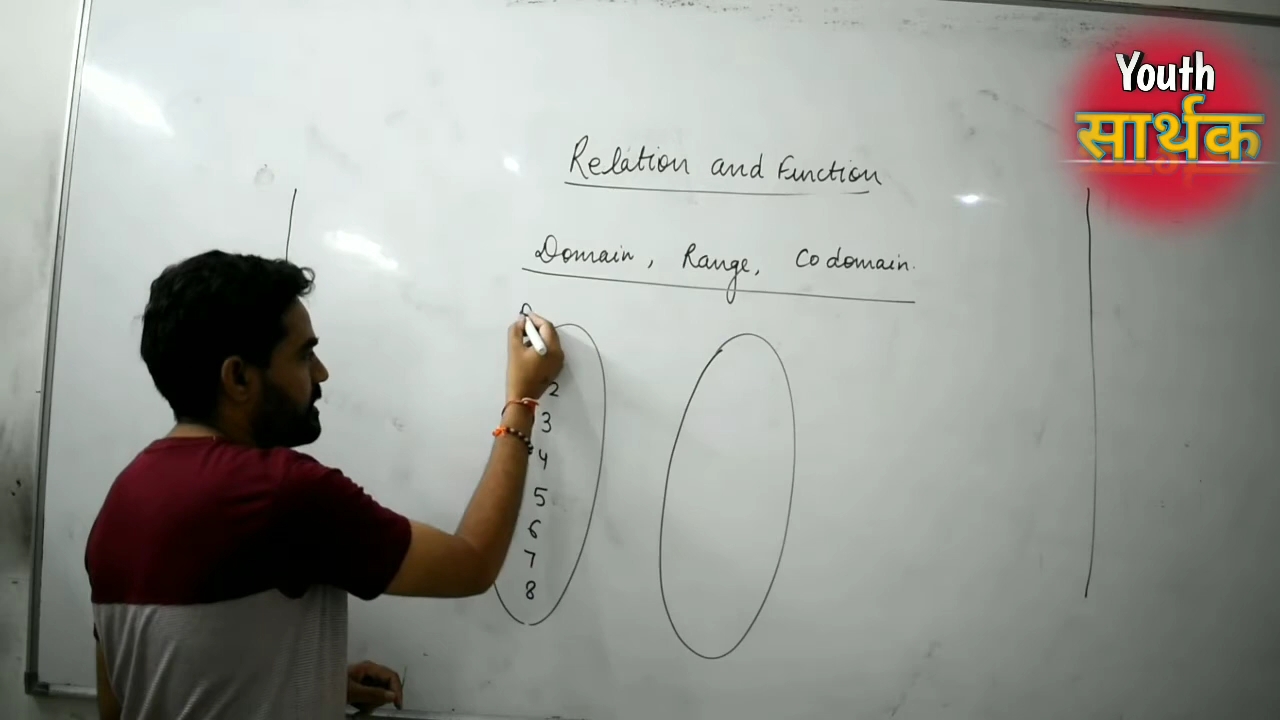 Youth
सार्थक
Relation and Function
Domain, Range, Codomain.
2
3
4
5
6
7
8